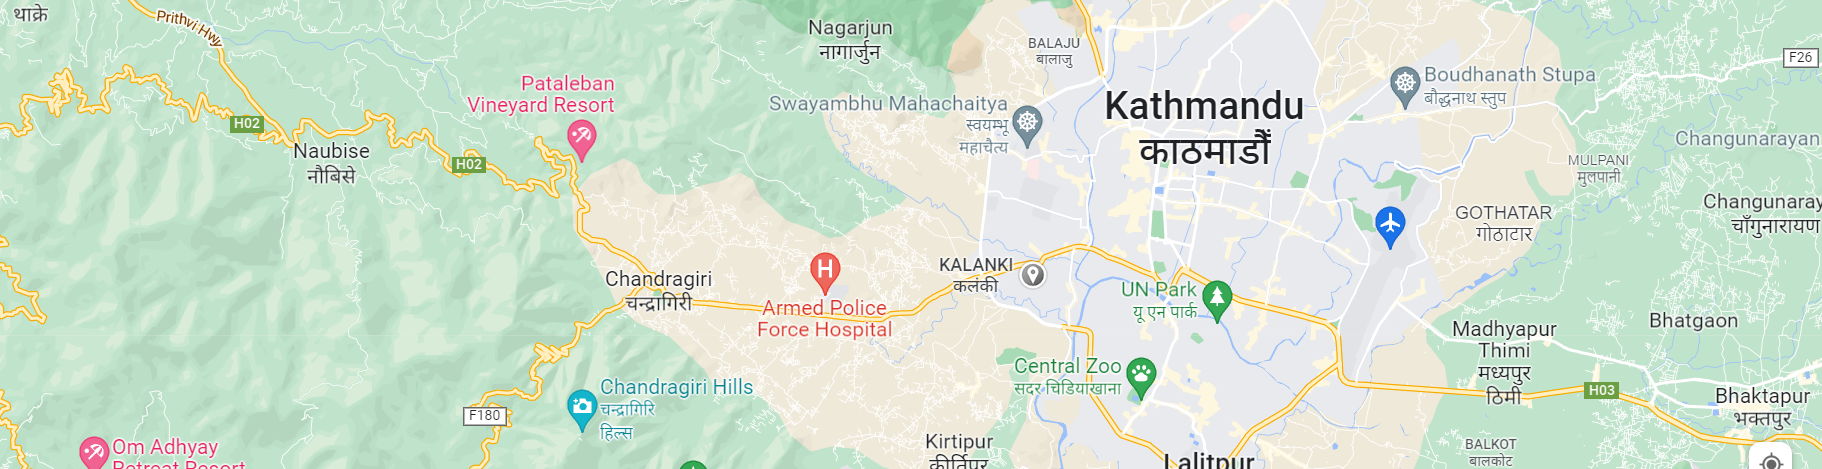 थाक्रे
Prithvi Hwy
Nagarjun
नागार्जुन
BALAJU
बालाजु
F26
Pataleban
Vineyard Resort
Swayambhu Mahachaitya
स्वयम्भू
महाचैत्य
Kathmandu
काठमाडौं
Boudhanath Stupa
बौद्धनाथ स्तुप
H02
Naubise
नौबिसे
H02
Changunarayan
MULPANI
मुलपानी
Changunaray
चाँगुनारायण
GOTHATAR
गोठाटार
Chandragiri
चन्द्रागिरी
H
Armed Police
Force Hospital
KALANKI
कलंकी
UN Park
यू एन पार्क
Madhyapur
Thimi
मध्यपुर
ठिमी
Bhatgaon
Central Zoo
सदर चिडियाखाना
Chandragiri Hills
चन्द्रागिरि
हिल्स
F180
H03
Bhaktapur
भक्तपुर
Om Adhyay
Retreat Resort
Kirtipur
कीर्तिपुर
Lalitpur
BALKOT
बालकोट